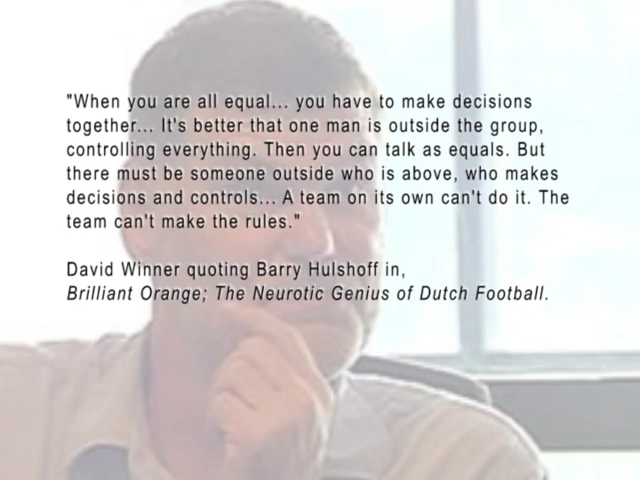 "When you are all equal... you have to make decisions
together... It's better that one man is outside the group,
controlling everything. Then you can talk as equals. But
there must be someone outside who is above, who makes
decisions and controls... A team on its own can't do it. The
team can't make the rules."
David Winner quoting Barry Hulshoff in,
Brilliant Orange; The Neurotic Genius of Dutch Football.